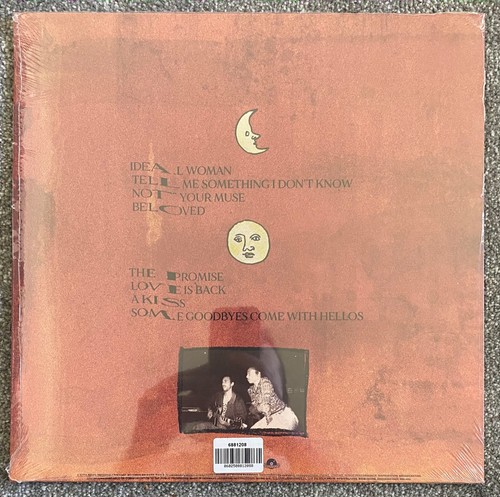 IDEAL WOMAN
TELL ME SOMETHING I DON'T KNOW
NOT YOUR MUSE
BELOVED
THE PROMISE
LOVE IS BACK
A KISS
SOME GOODBYES COME WITH HELLOS